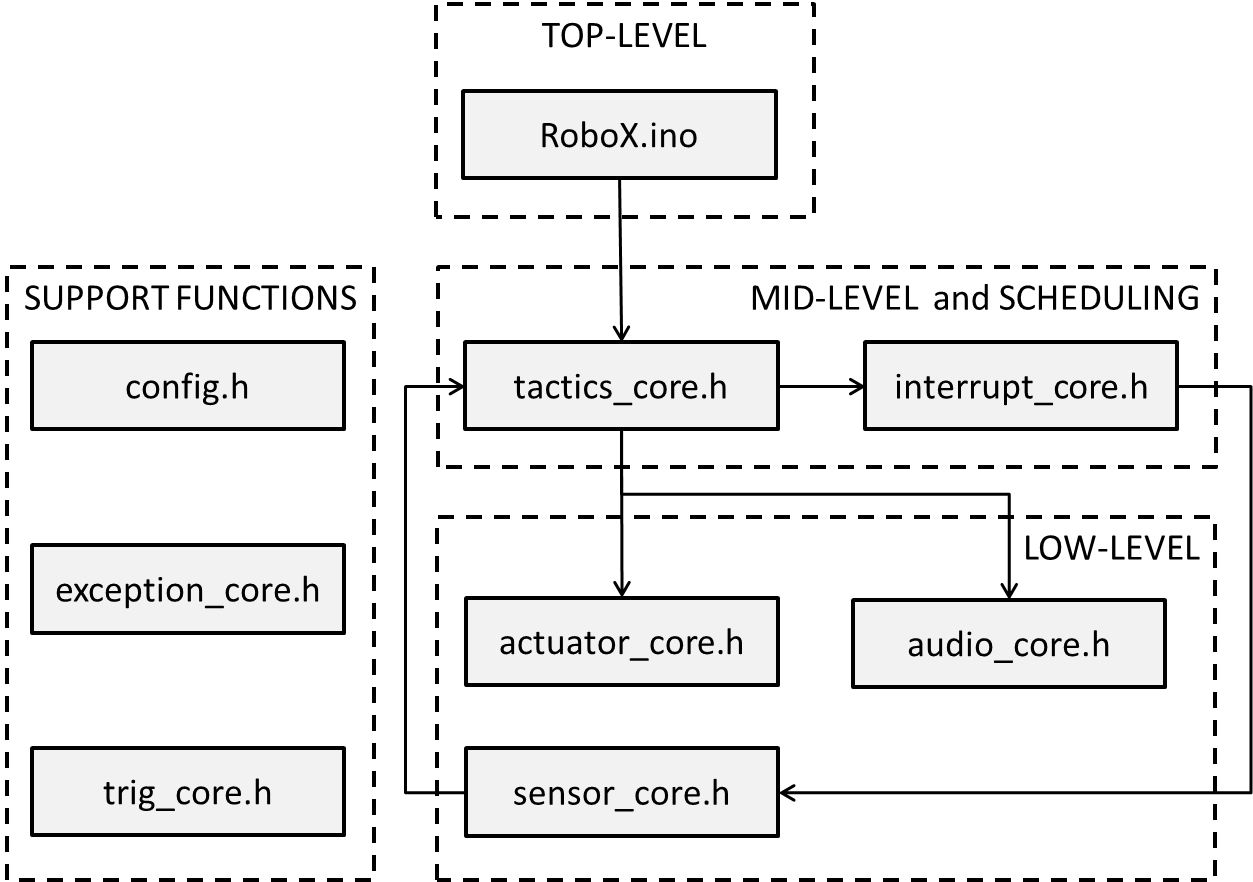 TOP-LEVEL
RoboX.ino
SUPPORT FUNCTIONS
config.h
exception_core.h
trig_core.h
MID-LEVEL and SCHEDULING
tactics_core.h
interrupt_core.h
LOW-LEVEL
actuator_core.h
audio_core.h
sensor_core.h